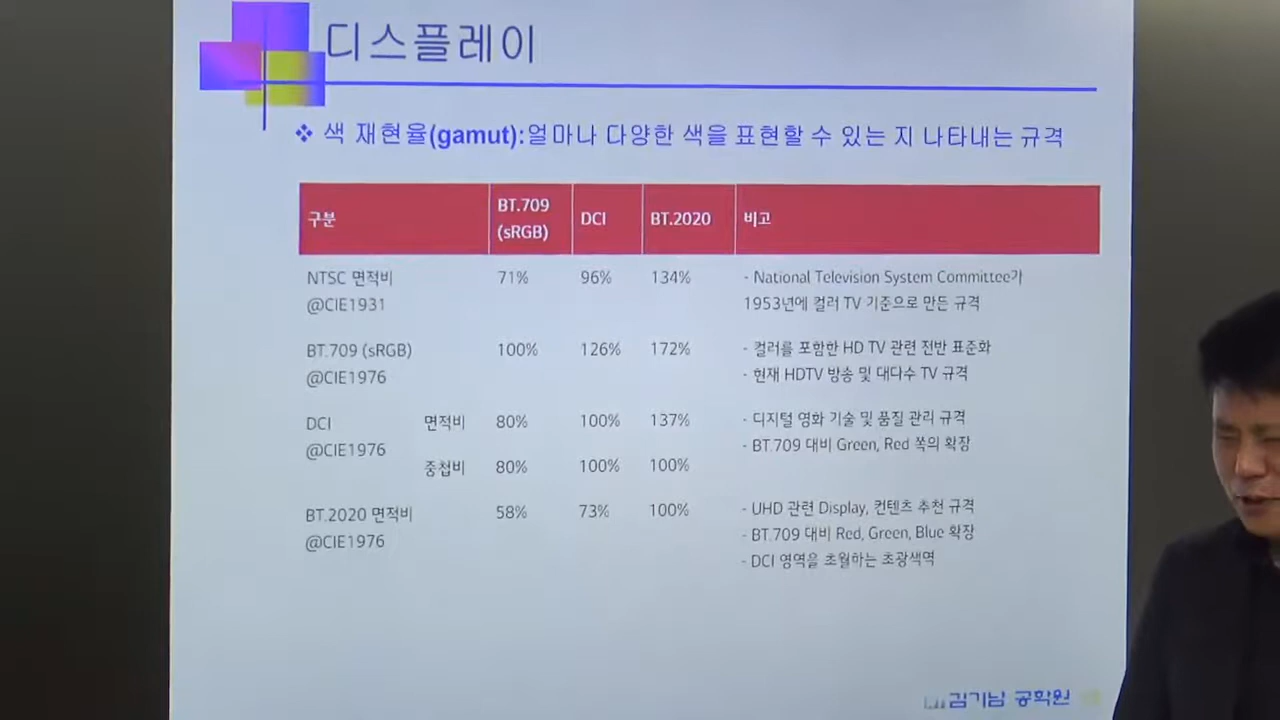 디스플레이
❖ 색 재현율(gamut):얼마나 다양한 색을 표현할 수 있는 지 나타내는 규격
구분 BT.709 (sRGB) DCI BT.2020 비고
NTSC 면적비 71% 96% 134% - National Television System Committee가
@CIE1931 1953년에 컬러 TV 기준으로 만든 규격
BT.709 (sRGB) 100% 126% 172% - 컬러를 포함한 HD TV 관련 전반 표준화
@CIE1976 - 현재 HDTV 방송 및 대다수 TV 규격
DCI 면적비 80% 100% 137% - 디지털 영화 기술 및 품질 관리 규격
@CIE1976 - BT.709 대비 Green, Red 쪽의 확장
중첩비 80% 100% 100%
BT.2020 면적비 58% 73% 100% - UHD 관련 Display, 컨텐츠 추천 규격
@CIE1976 - BT.709 대비 Red, Green, Blue 확장
- DCI 영역을 초월하는 초광색역
김기남 공학원